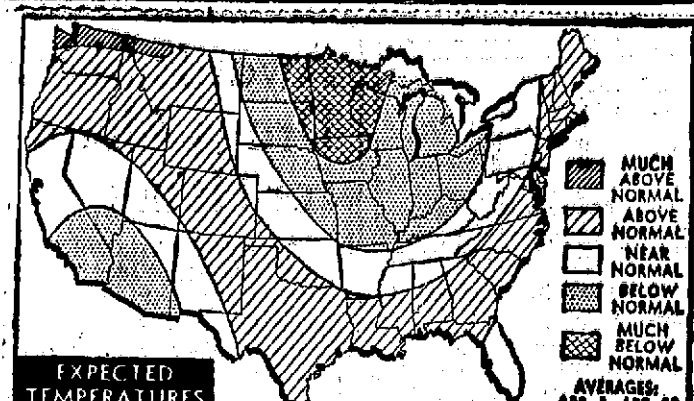 MUCH
ABOVE
NORMAL
ABOVE
NORMAL
NEAR
NORMAL
BELOW
NORMAL
MUCH
BELOW
NORMAL
EXPECTED
TEMPERATURES
AVERAGES: